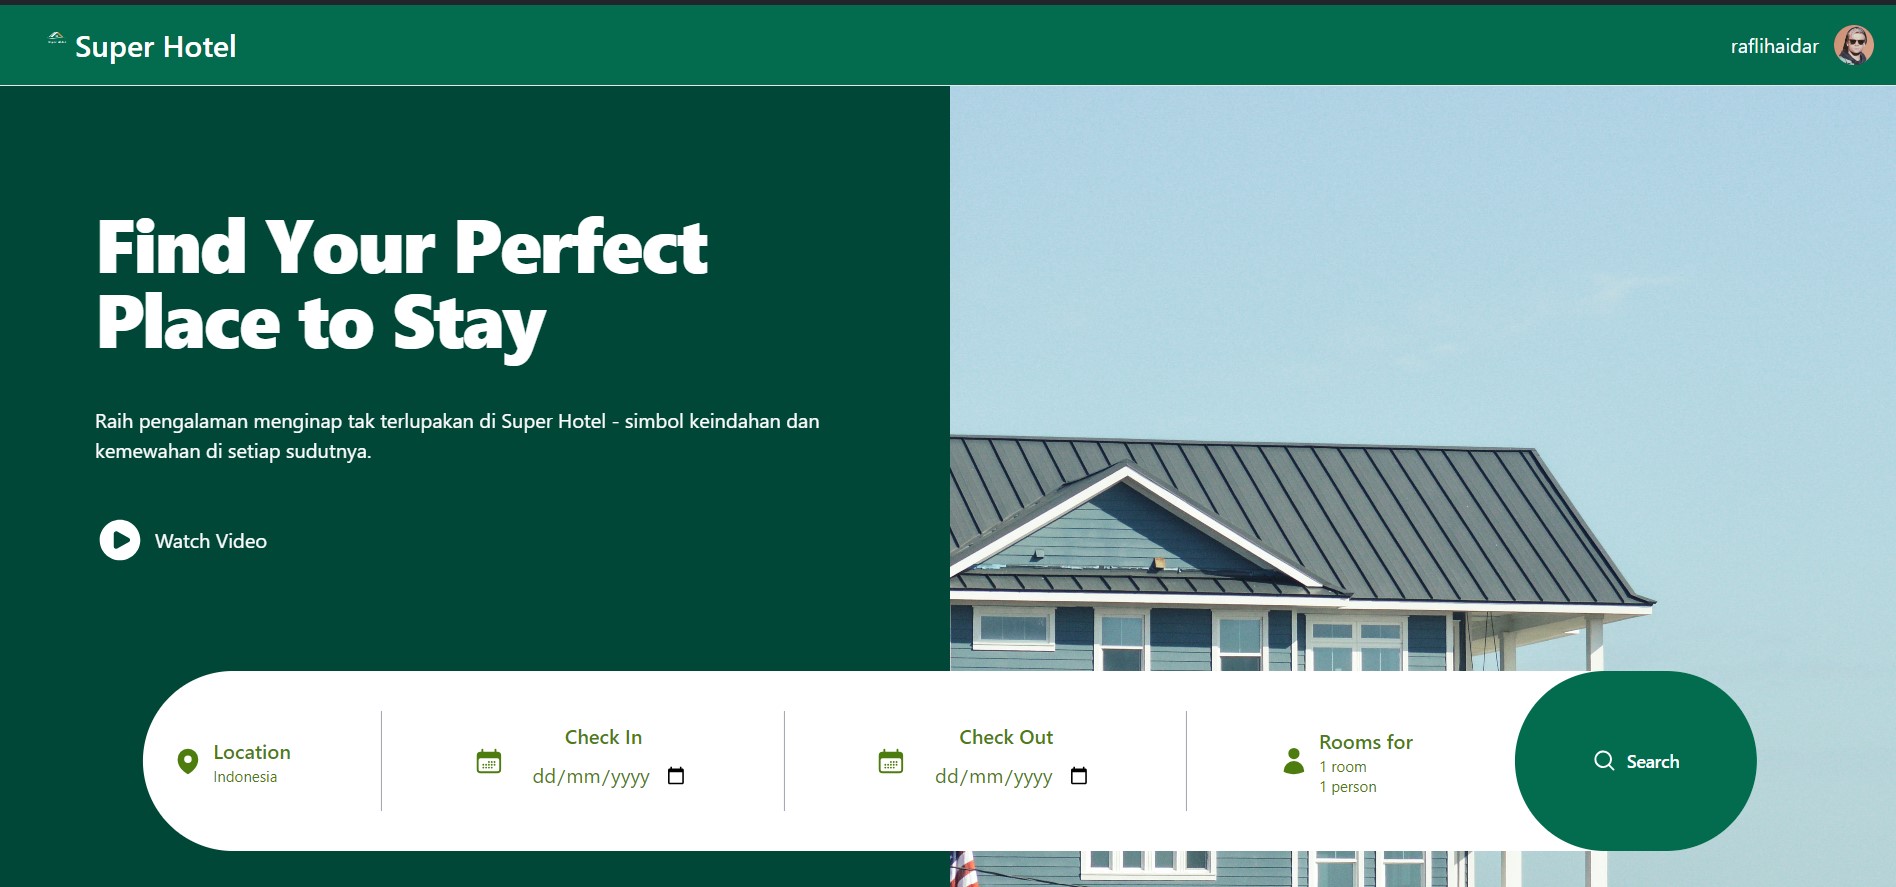 Super Hotel
raflihaidar
Find Your Perfect
Place to Stay
Raih pengalaman menginap tak terlupakan di Super Hotel - simbol keindahan dan
kemewahan di setiap sudutnya.
Watch Video
Location
Indonesia
Check In
dd/mm/yyyy
Check Out
dd/mm/yyyy
Rooms for
1 room
1 person
Search